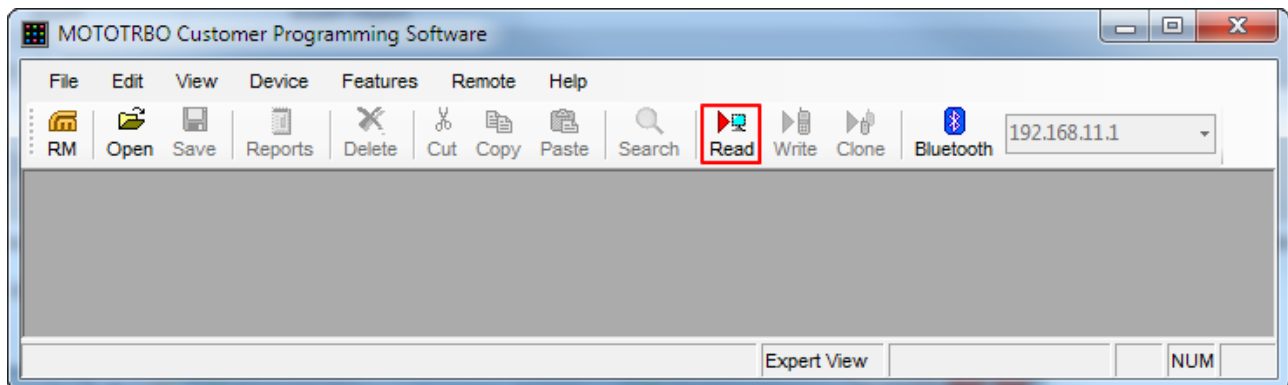 MOTOTRBO Customer Programming Software
File Edit View Device Features Remote Help
RM Open Save Reports Delete Cut Copy Paste Search Read Write Clone Bluetooth 192.168.11.1
Expert View NUM